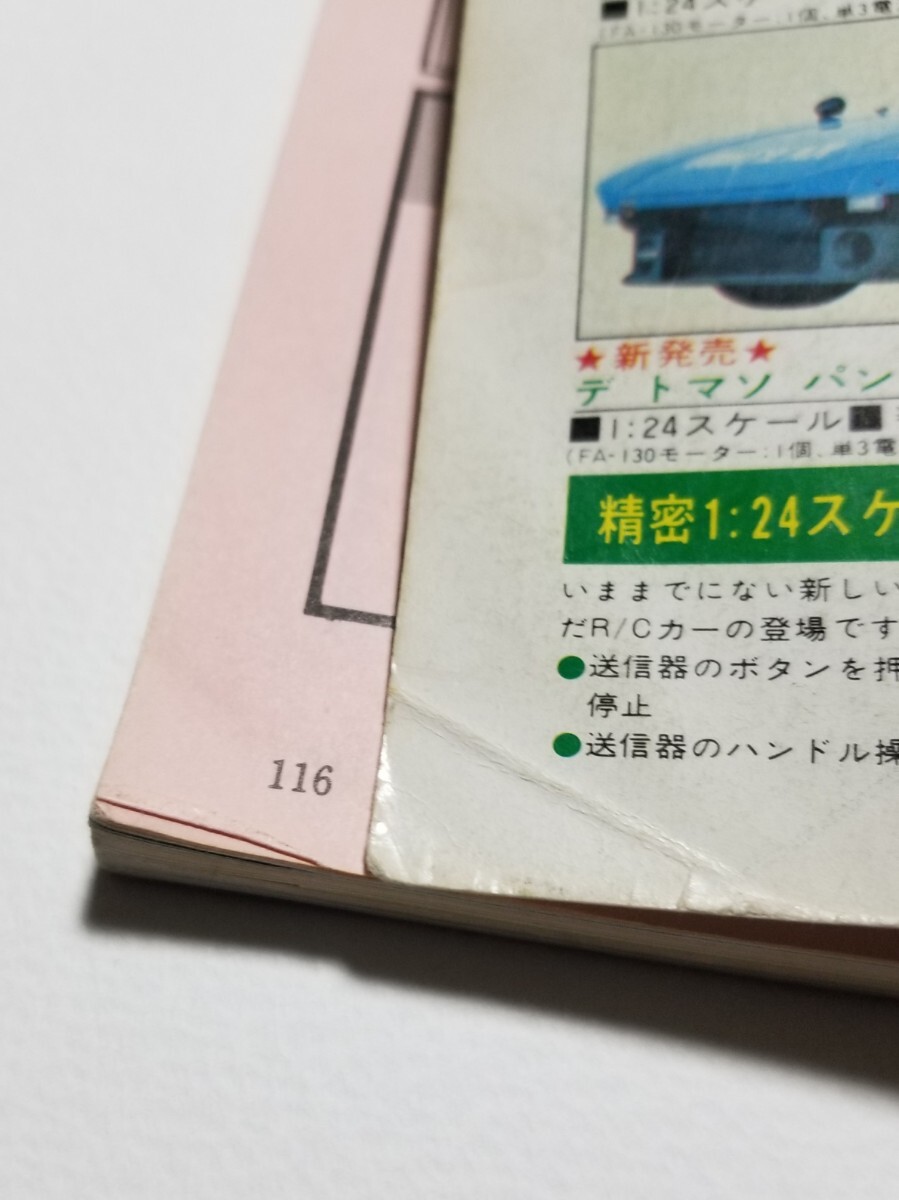 ■1:24スケー
(FA-130モーター:1個、単3電
★新発売★
デ トマソ パン
■1:24スケール■
(FA-130モーター:1個、単3電
精密1:24スケ
いままでにない新しい
だR/Cカーの登場です
●送信器のボタンを押
停止
●送信器のハンドル操
116